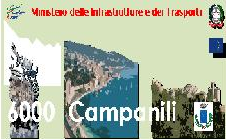 Ministero delle Infrastrutture e dei Trasporti
6000 Campanili